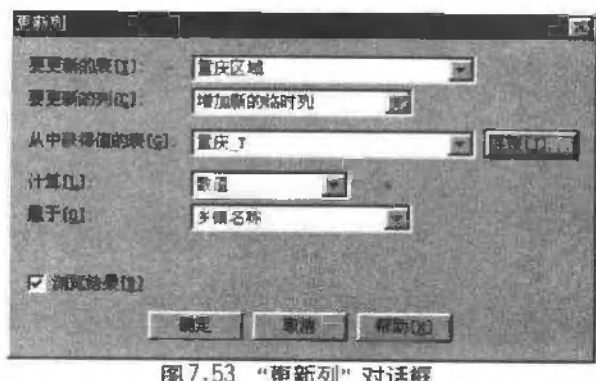 更新列
要更新的表(T): 重庆区域
要更新的列(C): 增加新的临时列
从中获得值的表(G): 重庆_T
计算(L): 数值
基于(O): 乡镇名称
浏览结果(R)
确定 取消 帮助(H)
图7.53 “更新列”对话框